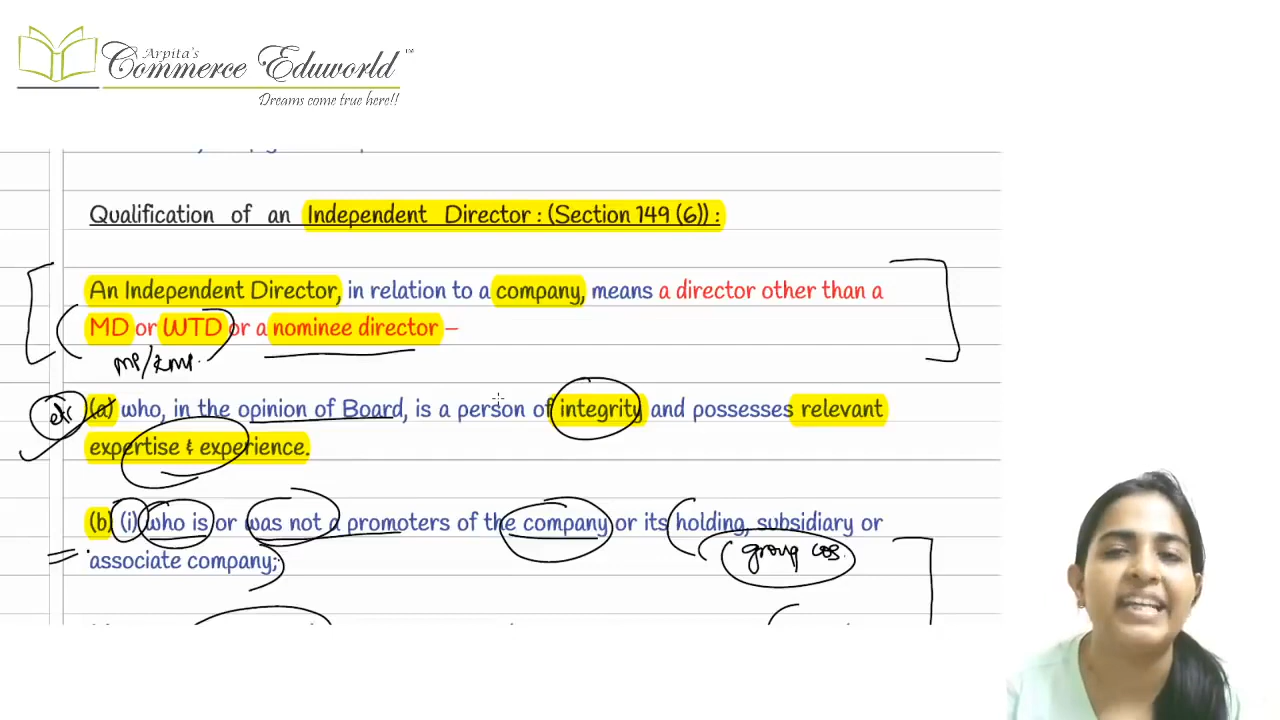 Arpita's
Commerce Eduworld™
Dreams come true here!!
Qualification of an Independent Director : (Section 149 (6)) :
An Independent Director, in relation to a company, means a director other than a
MD or WTD or a nominee director –
(a) who, in the opinion of Board, is a person of integrity and possesses relevant
expertise & experience.
(b) (i) who is or was not a promoters of the company or its holding, subsidiary or
group cos.
associate company;